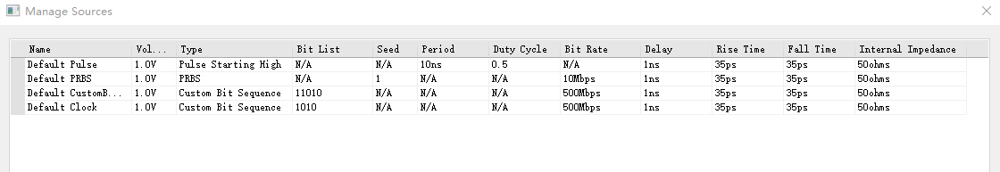 Manage Sources
Name Vol... Type Bit List Seed Period Duty Cycle Bit Rate Delay Rise Time Fall Time Internal Impedance
Default Pulse 1.0V Pulse Starting High N/A N/A 10ns 0.5 N/A 1ns 35ps 35ps 50ohms
Default PRBS 1.0V PRBS N/A 1 N/A N/A 10Mbps 1ns 35ps 35ps 50ohms
Default CustomB... 1.0V Custom Bit Sequence 11010 N/A N/A N/A 500Mbps 1ns 35ps 35ps 50ohms
Default Clock 1.0V Custom Bit Sequence 1010 N/A N/A N/A 500Mbps 1ns 35ps 35ps 50ohms